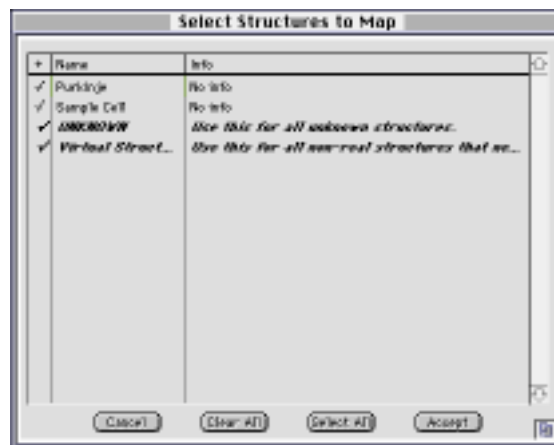 Select Structures to Map
+ Name Info
✓ Purkinje No info
✓ Sample Cell No info
✓ UNKNOWN Use this for all unknown structures.
✓ Virtual Struct... Use this for all non-real structures that ne...
Cancel Clear All Select All Accept